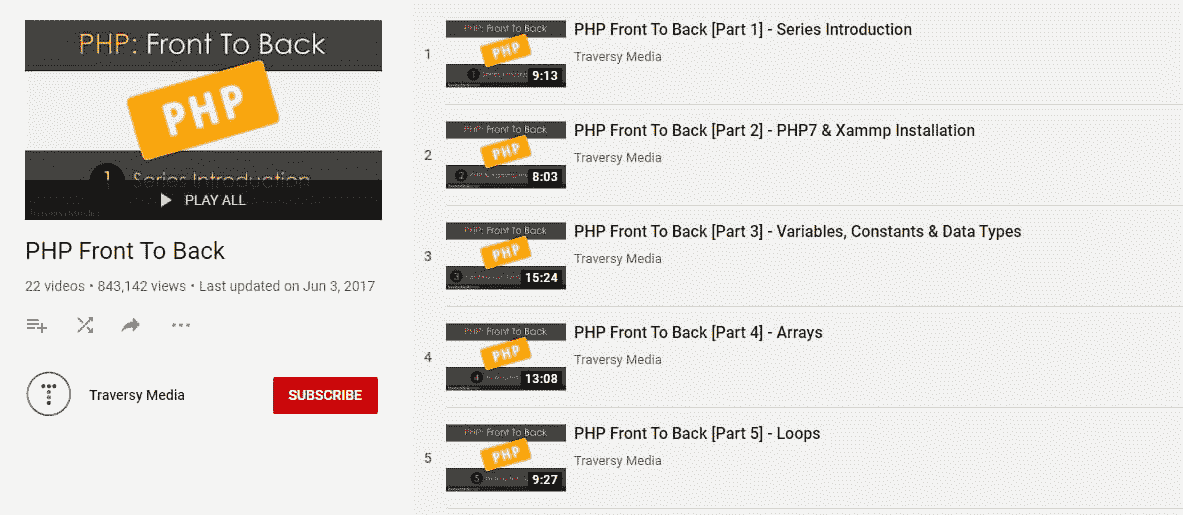 PHP: Front To Back
PHP
1 Series Introduction
PLAY ALL
PHP Front To Back
22 videos • 843,142 views • Last updated on Jun 3, 2017
Traversy Media
SUBSCRIBE
1
PHP: Front To Back
PHP
1
9:13
PHP Front To Back [Part 1] - Series Introduction
Traversy Media
2
PHP: Front To Back
PHP
2
8:03
PHP Front To Back [Part 2] - PHP7 & Xammp Installation
Traversy Media
3
PHP: Front To Back
PHP
3
15:24
PHP Front To Back [Part 3] - Variables, Constants & Data Types
Traversy Media
4
PHP: Front To Back
PHP
4
13:08
PHP Front To Back [Part 4] - Arrays
Traversy Media
5
PHP: Front To Back
PHP
5
9:27
PHP Front To Back [Part 5] - Loops
Traversy Media